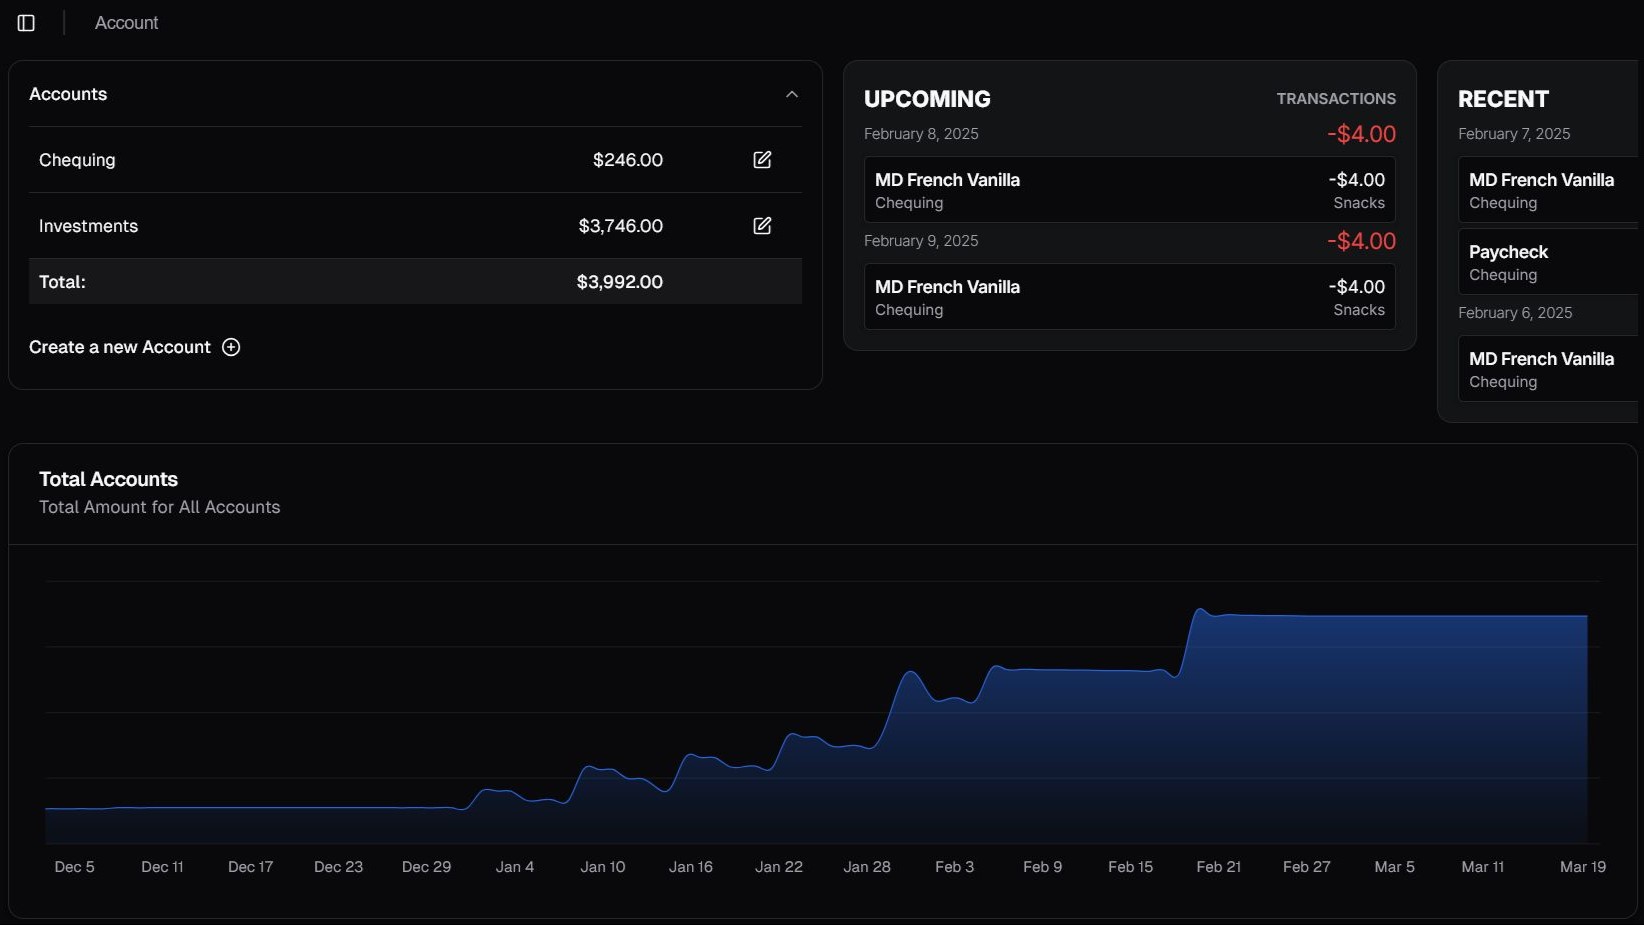 Account
Accounts
Chequing $246.00
Investments $3,746.00
Total: $3,992.00
Create a new Account
UPCOMING TRANSACTIONS
February 8, 2025 -$4.00
MD French Vanilla -$4.00
Chequing Snacks
February 9, 2025 -$4.00
MD French Vanilla -$4.00
Chequing Snacks
RECENT
February 7, 2025
MD French Vanilla
Chequing
Paycheck
Chequing
February 6, 2025
MD French Vanilla
Chequing
Total Accounts
Total Amount for All Accounts
Dec 5 Dec 11 Dec 17 Dec 23 Dec 29 Jan 4 Jan 10 Jan 16 Jan 22 Jan 28 Feb 3 Feb 9 Feb 15 Feb 21 Feb 27 Mar 5 Mar 11 Mar 19